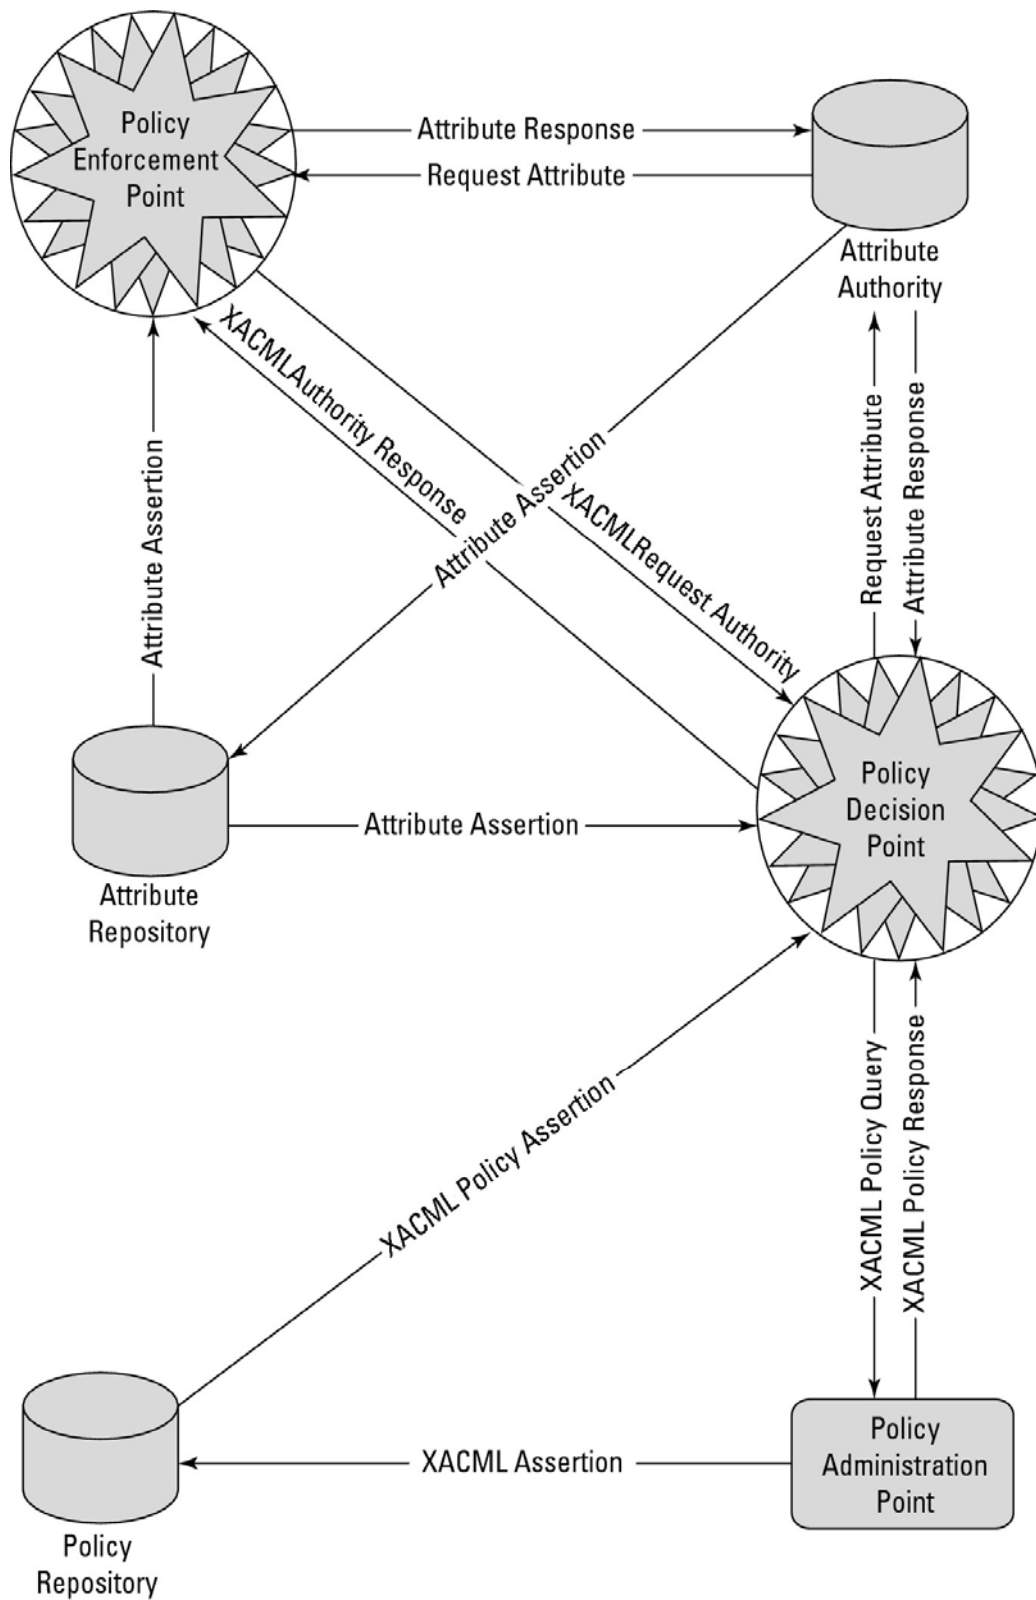 Policy
Enforcement
Point
Attribute Response
Request Attribute
Attribute
Authority
XACMLAuthority Response
Attribute Assertion
XACMLRequest Authority
Attribute Assertion
Request Attribute
Attribute Response
Policy
Decision
Point
Attribute Assertion
Attribute
Repository
XACML Policy Assertion
XACML Policy Query
XACML Policy Response
XACML Assertion
Policy
Administration
Point
Policy
Repository